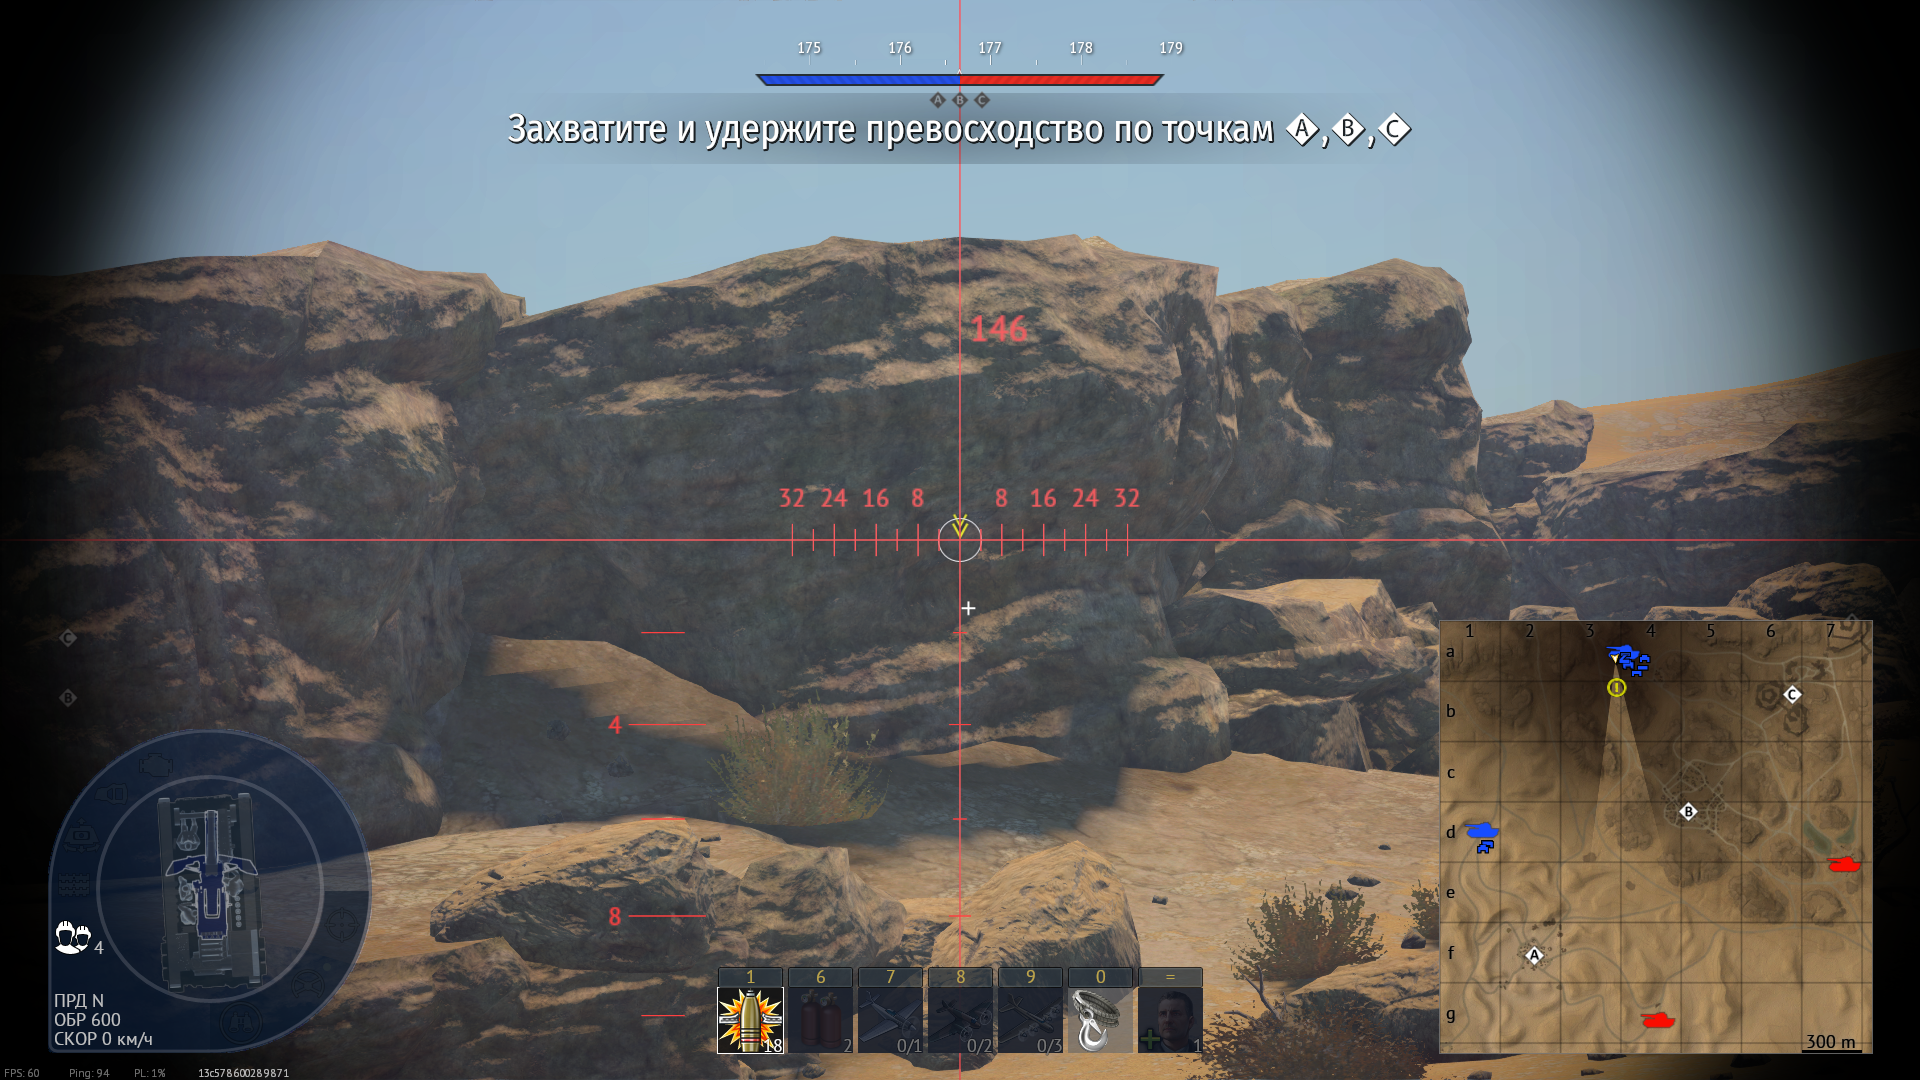 175 176 177 178 179
A B C
Захватите и удержите превосходство по точкам A, B, C
146
32 24 16 8 8 16 24 32
4
8
C
B
4
ПРД N
ОБР 600
СКОР 0 км/ч
1 6 7 8 9 0 =
18 2 0/1 0/2 0/3 1
1 2 3 4 5 6 7
a
b
c
d
e
f
g
C
B
A
300 m
FPS: 60 Ping: 94 PL: 1% 13c578600289871